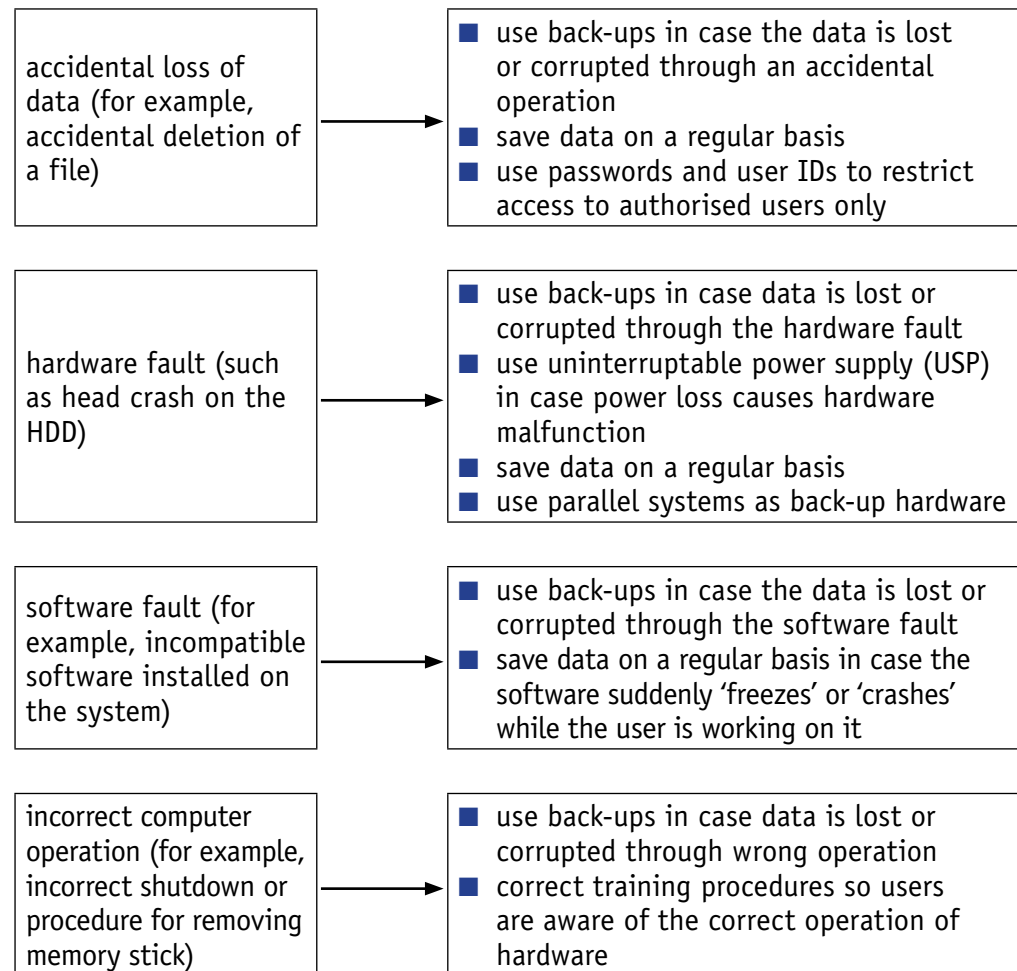 accidental loss of
data (for example,
accidental deletion of
a file)
■ use back-ups in case the data is lost
or corrupted through an accidental
operation
■ save data on a regular basis
■ use passwords and user IDs to restrict
access to authorised users only
hardware fault (such
as head crash on the
HDD)
■ use back-ups in case data is lost or
corrupted through the hardware fault
■ use uninterruptable power supply (USP)
in case power loss causes hardware
malfunction
■ save data on a regular basis
■ use parallel systems as back-up hardware
software fault (for
example, incompatible
software installed on
the system)
■ use back-ups in case the data is lost or
corrupted through the software fault
■ save data on a regular basis in case the
software suddenly ‘freezes’ or ‘crashes’
while the user is working on it
incorrect computer
operation (for example,
incorrect shutdown or
procedure for removing
memory stick)
■ use back-ups in case data is lost or
corrupted through wrong operation
■ correct training procedures so users
are aware of the correct operation of
hardware